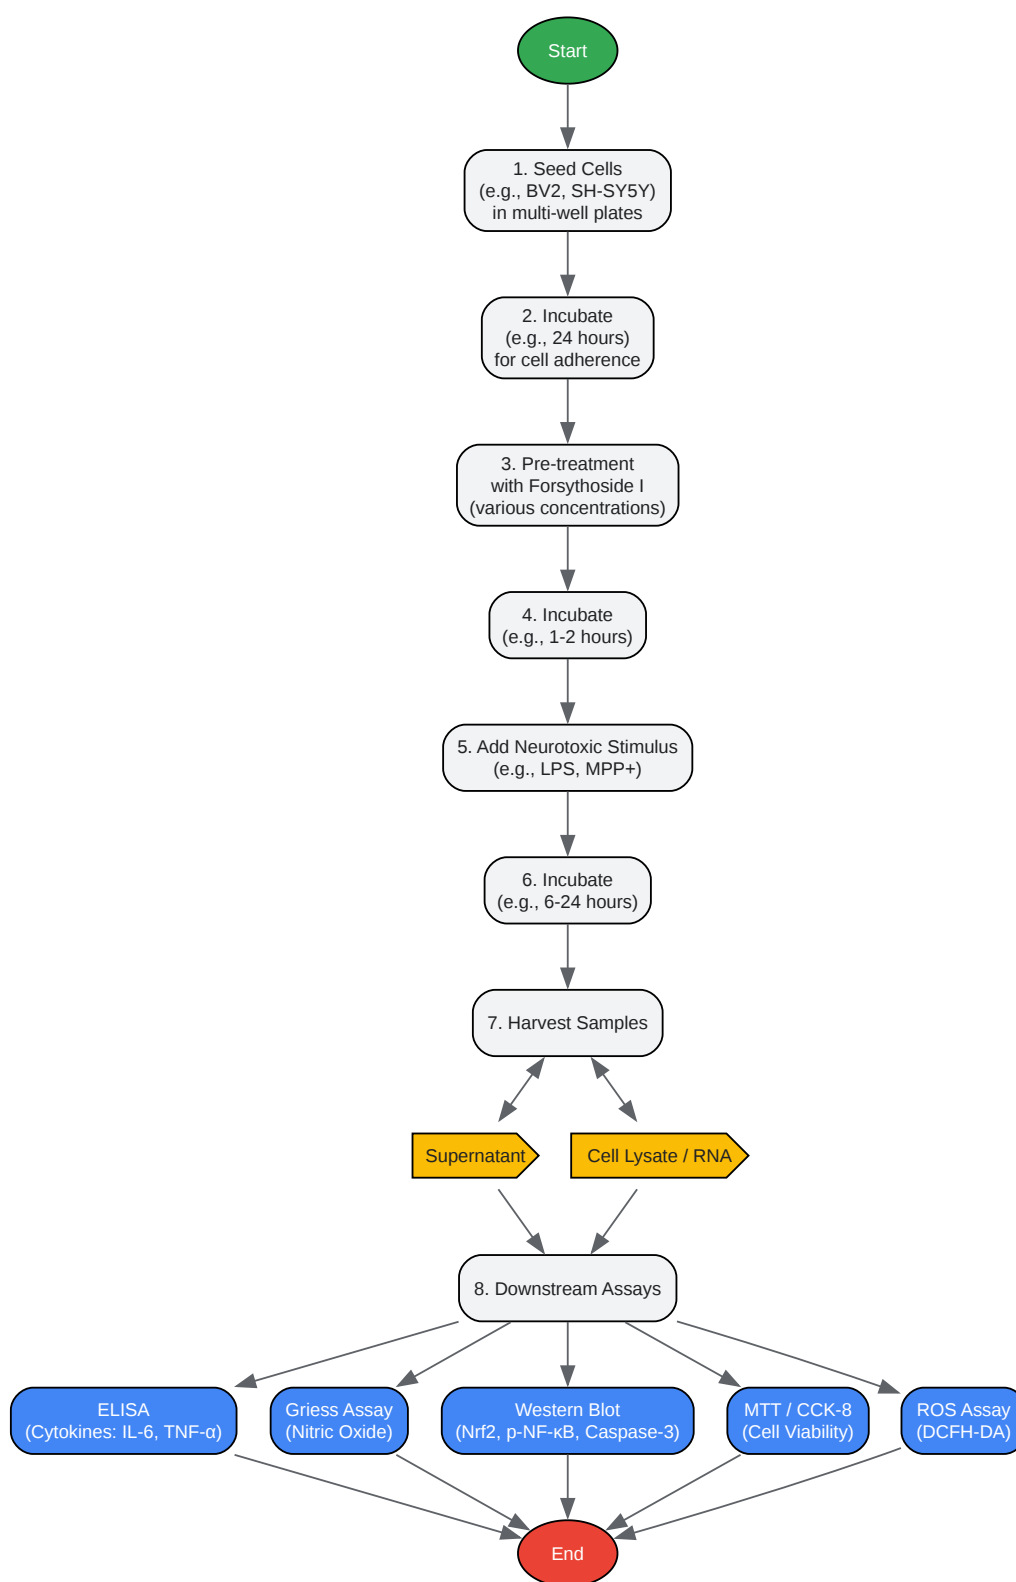 Start
1. Seed Cells
(e.g., BV2, SH-SY5Y)
in multi-well plates
2. Incubate
(e.g., 24 hours)
for cell adherence
3. Pre-treatment
with Forsythoside I
(various concentrations)
4. Incubate
(e.g., 1-2 hours)
5. Add Neurotoxic Stimulus
(e.g., LPS, MPP+)
6. Incubate
(e.g., 6-24 hours)
7. Harvest Samples
Supernatant
Cell Lysate / RNA
8. Downstream Assays
ELISA
(Cytokines: IL-6, TNF-α)
Griess Assay
(Nitric Oxide)
Western Blot
(Nrf2, p-NF-κB, Caspase-3)
MTT / CCK-8
(Cell Viability)
ROS Assay
(DCFH-DA)
End